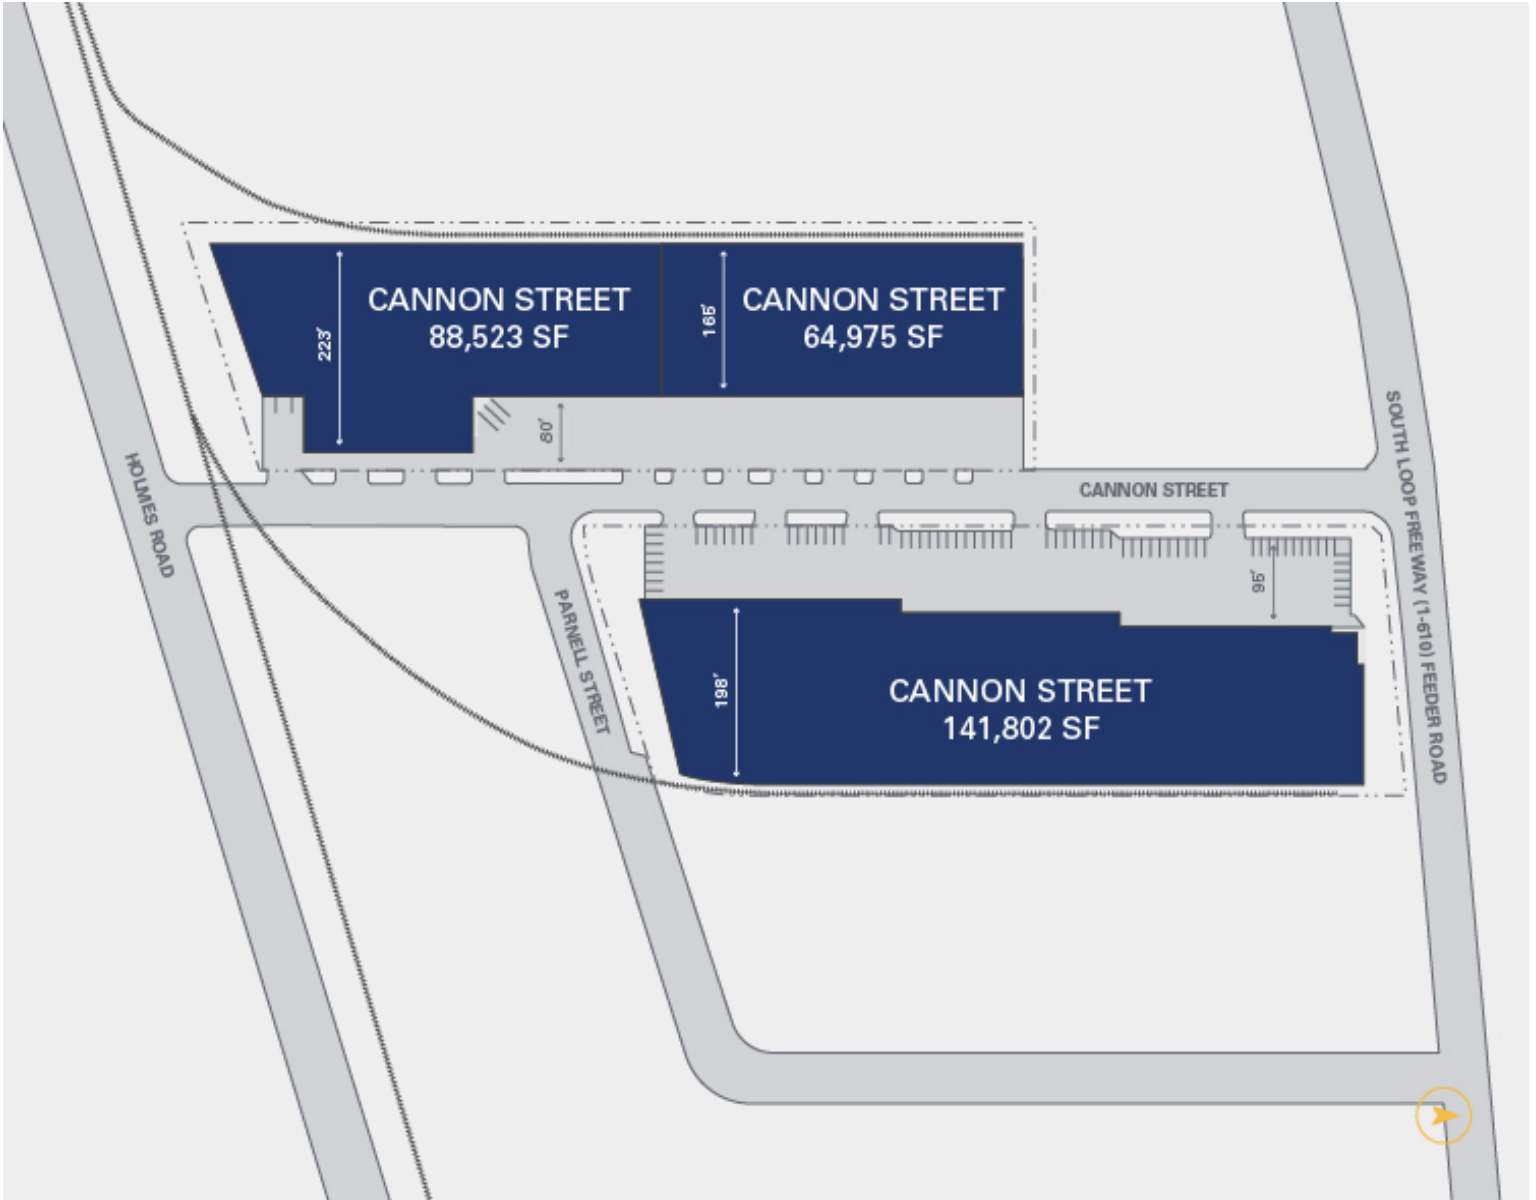 CANNON STREET
88,523 SF
223'
CANNON STREET
64,975 SF
165'
80'
CANNON STREET
HOLMES ROAD
SOUTH LOOP FREEWAY (1-610) FEEDER ROAD
PARNELL STREET
95'
198'
CANNON STREET
141,802 SF